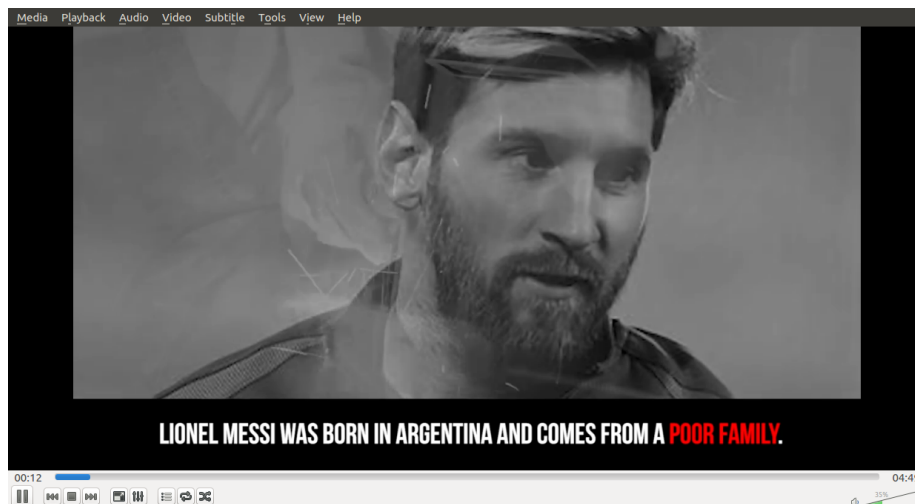 Media Playback Audio Video Subtitle Tools View Help
LIONEL MESSI WAS BORN IN ARGENTINA AND COMES FROM A POOR FAMILY.
00:12
35%